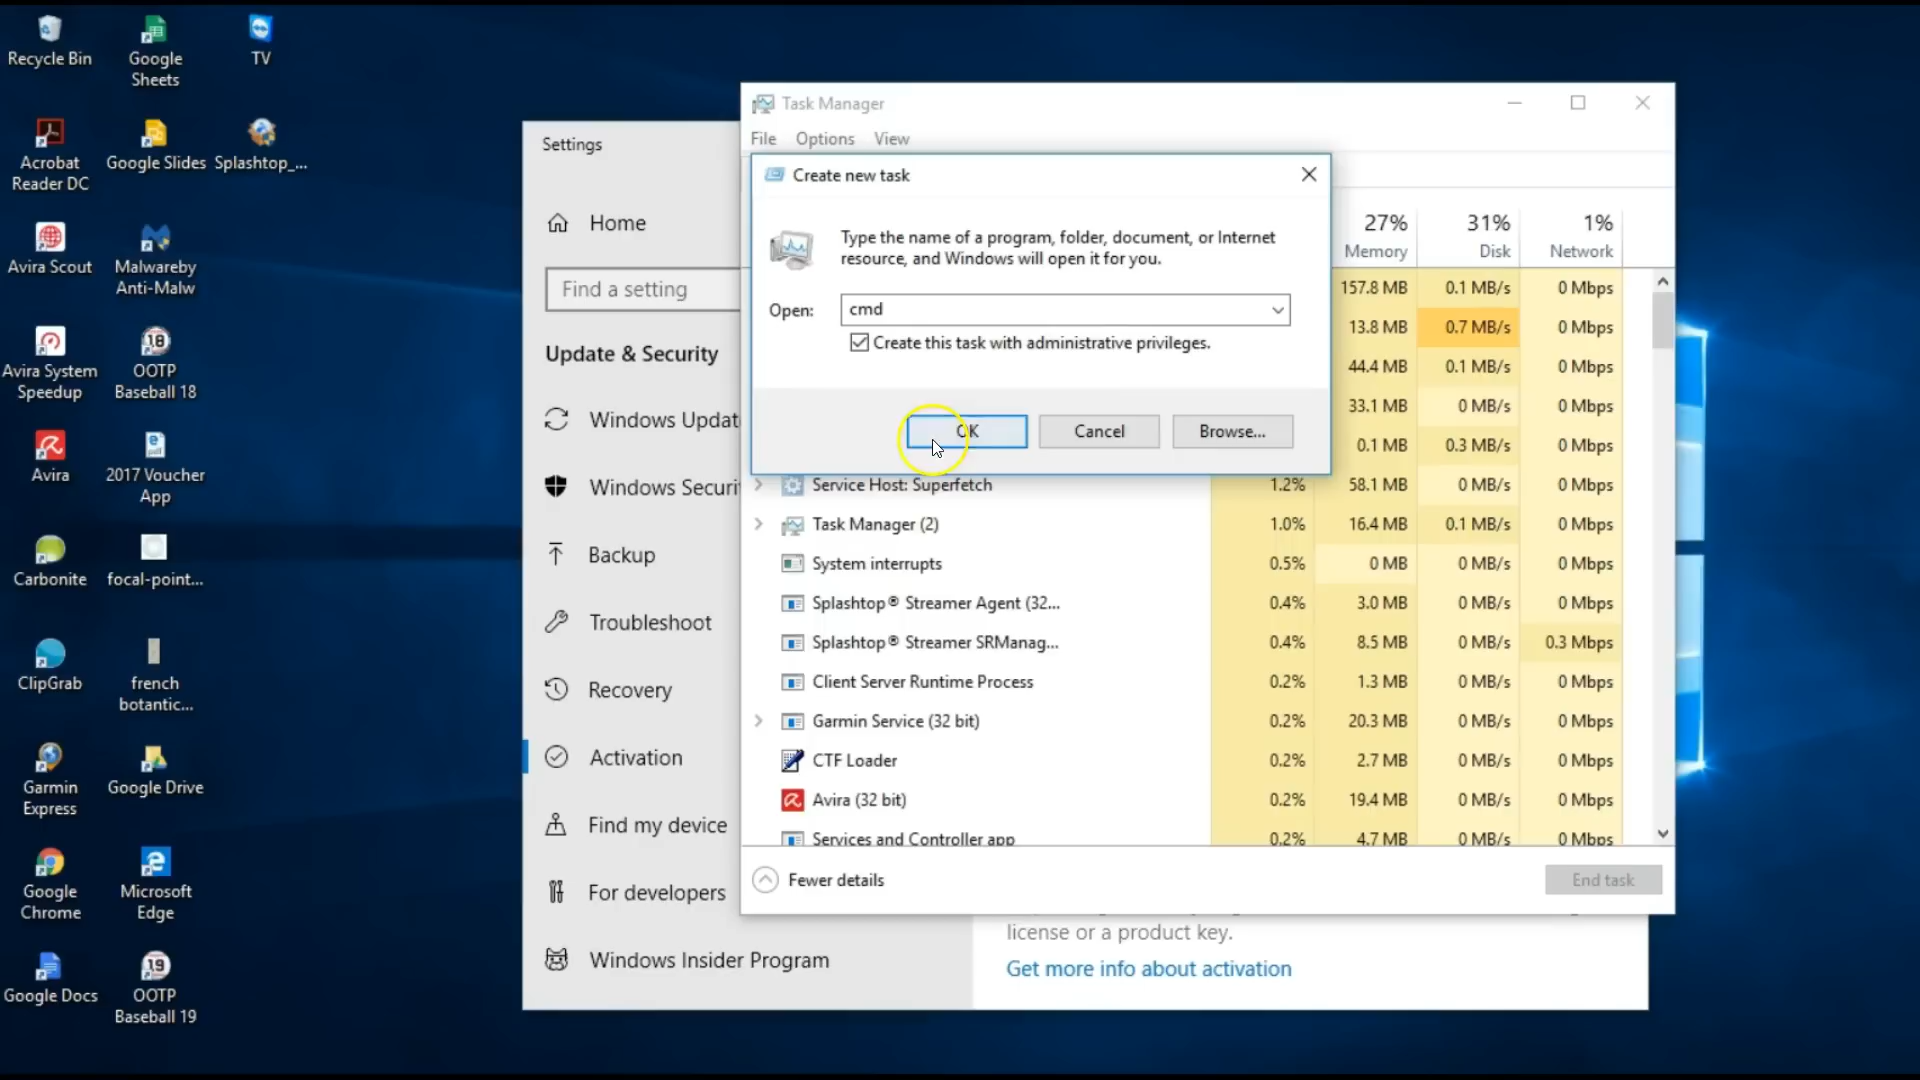 Recycle Bin
Google
Sheets
TV
Acrobat
Reader DC
Google Slides
Splashtop_...
Avira Scout
Malwareby
Anti-Malw
Avira System
Speedup
OOTP
Baseball 18
Avira
2017 Voucher
App
Carbonite
focal-point...
ClipGrab
french
botantic...
Garmin
Express
Google Drive
Google
Chrome
Microsoft
Edge
Google Docs
OOTP
Baseball 19
18
19
Settings
Home
Find a setting
Update & Security
Windows Updat
Windows Securit
Backup
Troubleshoot
Recovery
Activation
Find my device
For developers
Windows Insider Program
Task Manager
File Options View
Create new task
Type the name of a program, folder, document, or Internet
resource, and Windows will open it for you.
Open: cmd
Create this task with administrative privileges.
OK Cancel Browse...
27% 31% 1%
Memory Disk Network
157.8 MB 0.1 MB/s 0 Mbps
13.8 MB 0.7 MB/s 0 Mbps
44.4 MB 0.1 MB/s 0 Mbps
33.1 MB 0 MB/s 0 Mbps
0.1 MB 0.3 MB/s 0 Mbps
Service Host: Superfetch 1.2% 58.1 MB 0 MB/s 0 Mbps
Task Manager (2) 1.0% 16.4 MB 0.1 MB/s 0 Mbps
System interrupts 0.5% 0 MB 0 MB/s 0 Mbps
Splashtop® Streamer Agent (32... 0.4% 3.0 MB 0 MB/s 0 Mbps
Splashtop® Streamer SRManag... 0.4% 8.5 MB 0 MB/s 0.3 Mbps
Client Server Runtime Process 0.2% 1.3 MB 0 MB/s 0 Mbps
Garmin Service (32 bit) 0.2% 20.3 MB 0 MB/s 0 Mbps
CTF Loader 0.2% 2.7 MB 0 MB/s 0 Mbps
Avira (32 bit) 0.2% 19.4 MB 0 MB/s 0 Mbps
Services and Controller app 0.2% 4.7 MB 0 MB/s 0 Mbps
Fewer details
End task
license or a product key.
Get more info about activation